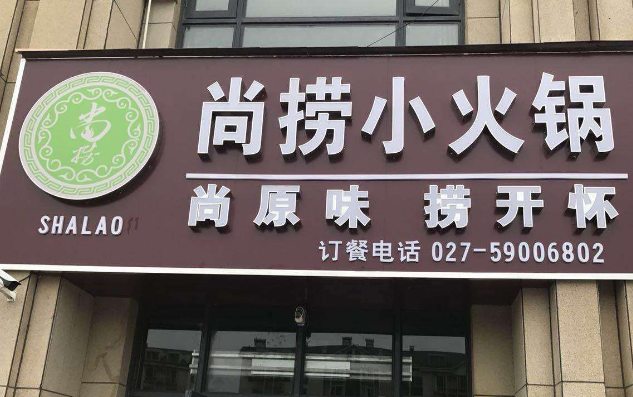 尚捞
SHALAO
尚捞小火锅
尚原味 捞开怀
订餐电话 027-59006802